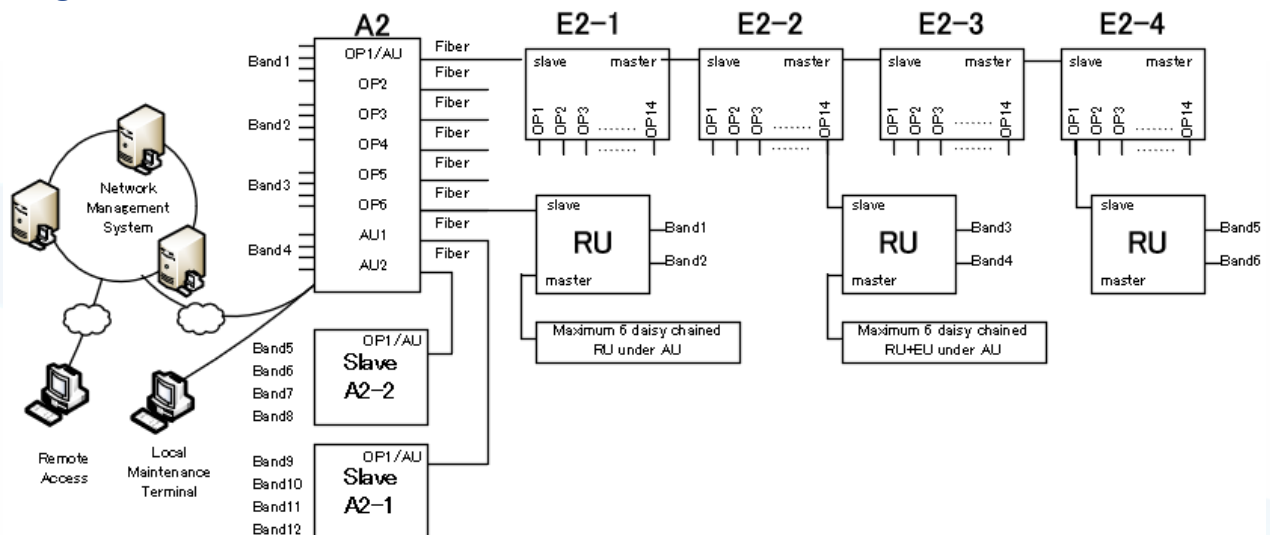 A2
E2-1
E2-2
E2-3
E2-4
Band1
Band2
Band3
Band4
OP1/AU
OP2
OP3
OP4
OP5
OP6
AU1
AU2
Fiber
Fiber
Fiber
Fiber
Fiber
Fiber
Fiber
Fiber
slave master
OP1
OP2
OP3
.......
OP14
.......
slave master
OP1
OP2
OP3
.......
OP14
.......
slave master
OP1
OP2
OP3
.......
OP14
.......
slave master
OP1
OP2
OP3
.......
OP14
.......
Network
Management
System
slave
RU
master
Band1
Band2
slave
RU
master
Band3
Band4
slave
RU
master
Band5
Band6
Maximum 6 daisy chained
RU under AU
Maximum 6 daisy chained
RU+EU under AU
Band5
Band6
Band7
Band8
OP1/AU
Slave
A2-2
Band9
Band10
Band11
Band12
OP1/AU
Slave
A2-1
Remote
Access
Local
Maintenance
Terminal